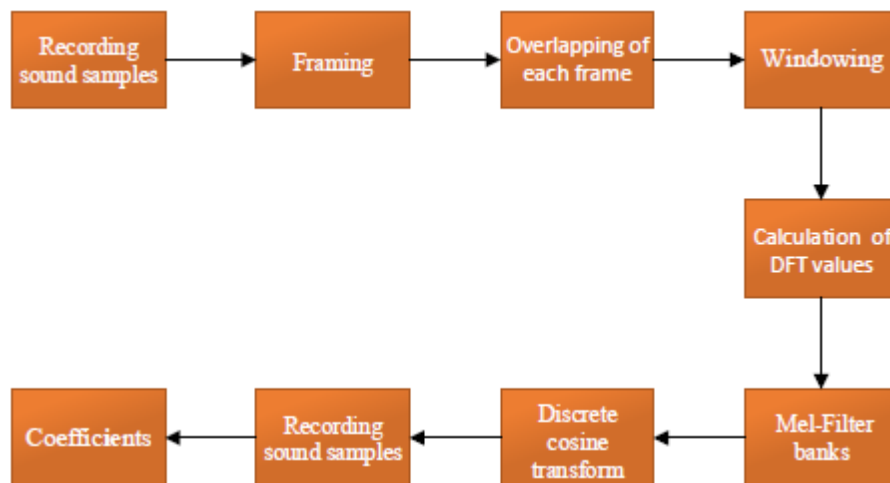 Recording
sound samples
Framing
Overlapping of
each frame
Windowing
Calculation of
DFT values
Mel-Filter
banks
Discrete
cosine
transform
Recording
sound samples
Coefficients